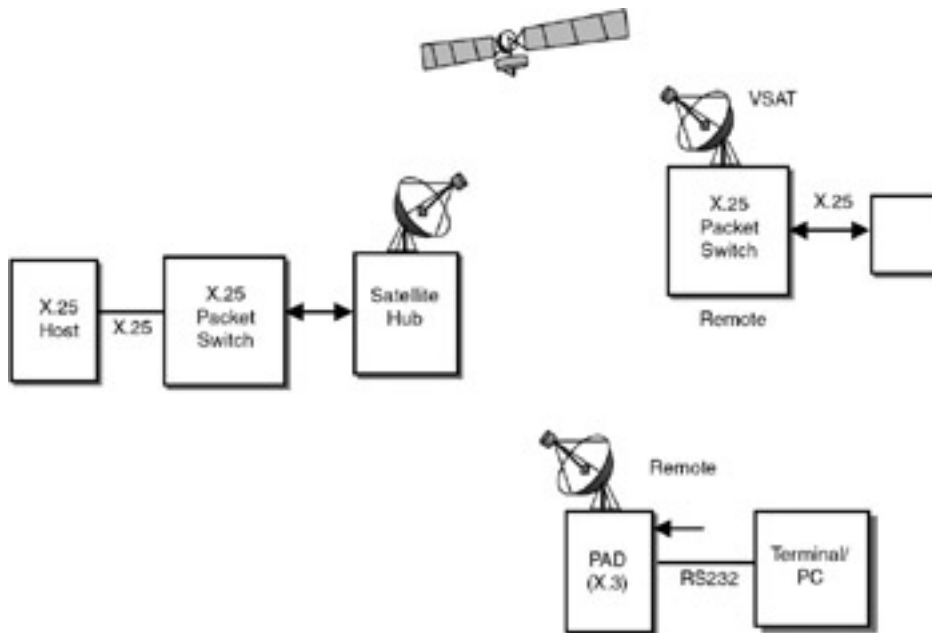 VSAT
X.25
Packet
Switch
X.25
Remote
X.25
Host
X.25
X.25
Packet
Switch
Satellite
Hub
Remote
PAD
(X.3)
RS232
Terminal/
PC